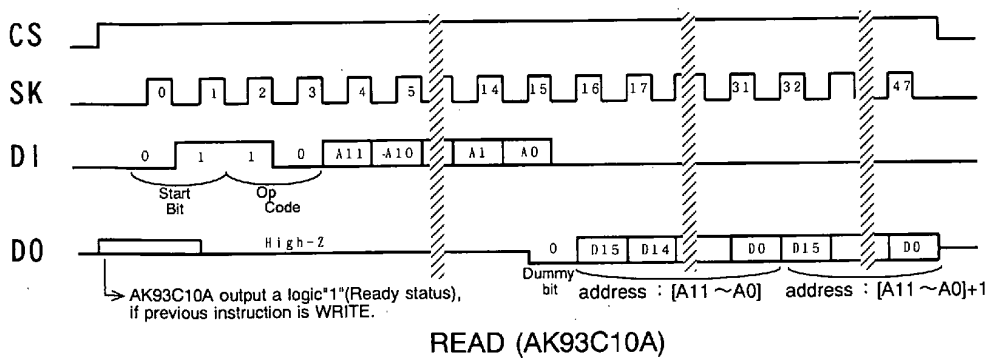 CS
SK 0 1 2 3 4 5 14 15 16 17 31 32 47
DI 0 1 1 0 A11 A10 A1 A0
Start Bit
Op Code
DO High-Z 0 D15 D14 D0 D15 D0
Dummy bit
address : [A11～A0] address : [A11～A0]+1
AK93C10A output a logic"1"(Ready status),
if previous instruction is WRITE.
READ (AK93C10A)